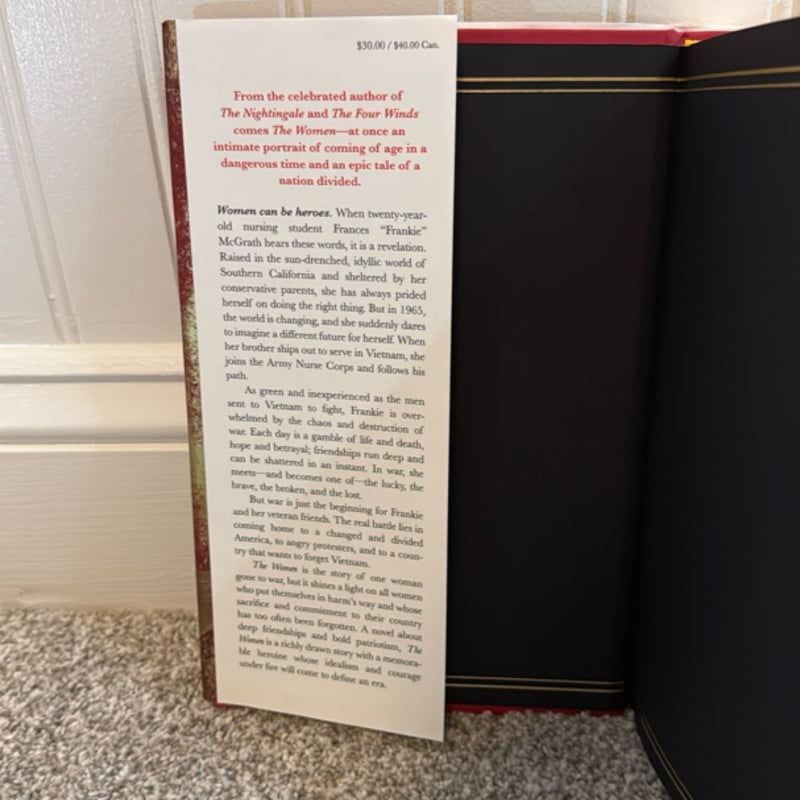 $30.00 / $40.00 Can.
From the celebrated author of
The Nightingale and The Four Winds
comes The Women—at once an
intimate portrait of coming of age in a
dangerous time and an epic tale of a
nation divided.
Women can be heroes. When twenty-year-
old nursing student Frances “Frankie”
McGrath hears these words, it is a revelation.
Raised in the sun-drenched, idyllic world of
Southern California and sheltered by her
conservative parents, she has always prided
herself on doing the right thing. But in 1965,
the world is changing, and she suddenly dares
to imagine a different future for herself. When
her brother ships out to serve in Vietnam, she
joins the Army Nurse Corps and follows his
path.
As green and inexperienced as the men
sent to Vietnam to fight, Frankie is over-
whelmed by the chaos and destruction of
war. Each day is a gamble of life and death,
hope and betrayal; friendships run deep and
can be shattered in an instant. In war, she
meets—and becomes one of—the lucky, the
brave, the broken, and the lost.
But war is just the beginning for Frankie
and her veteran friends. The real battle lies in
coming home to a changed and divided
America, to angry protesters, and to a coun-
try that wants to forget Vietnam.
The Women is the story of one woman
gone to war, but it shines a light on all women
who put themselves in harm’s way and whose
sacrifice and commitment to their country
has too often been forgotten. A novel about
deep friendships and bold patriotism, The
Women is a richly drawn story with a memora-
ble heroine whose idealism and courage
under fire will come to define an era.